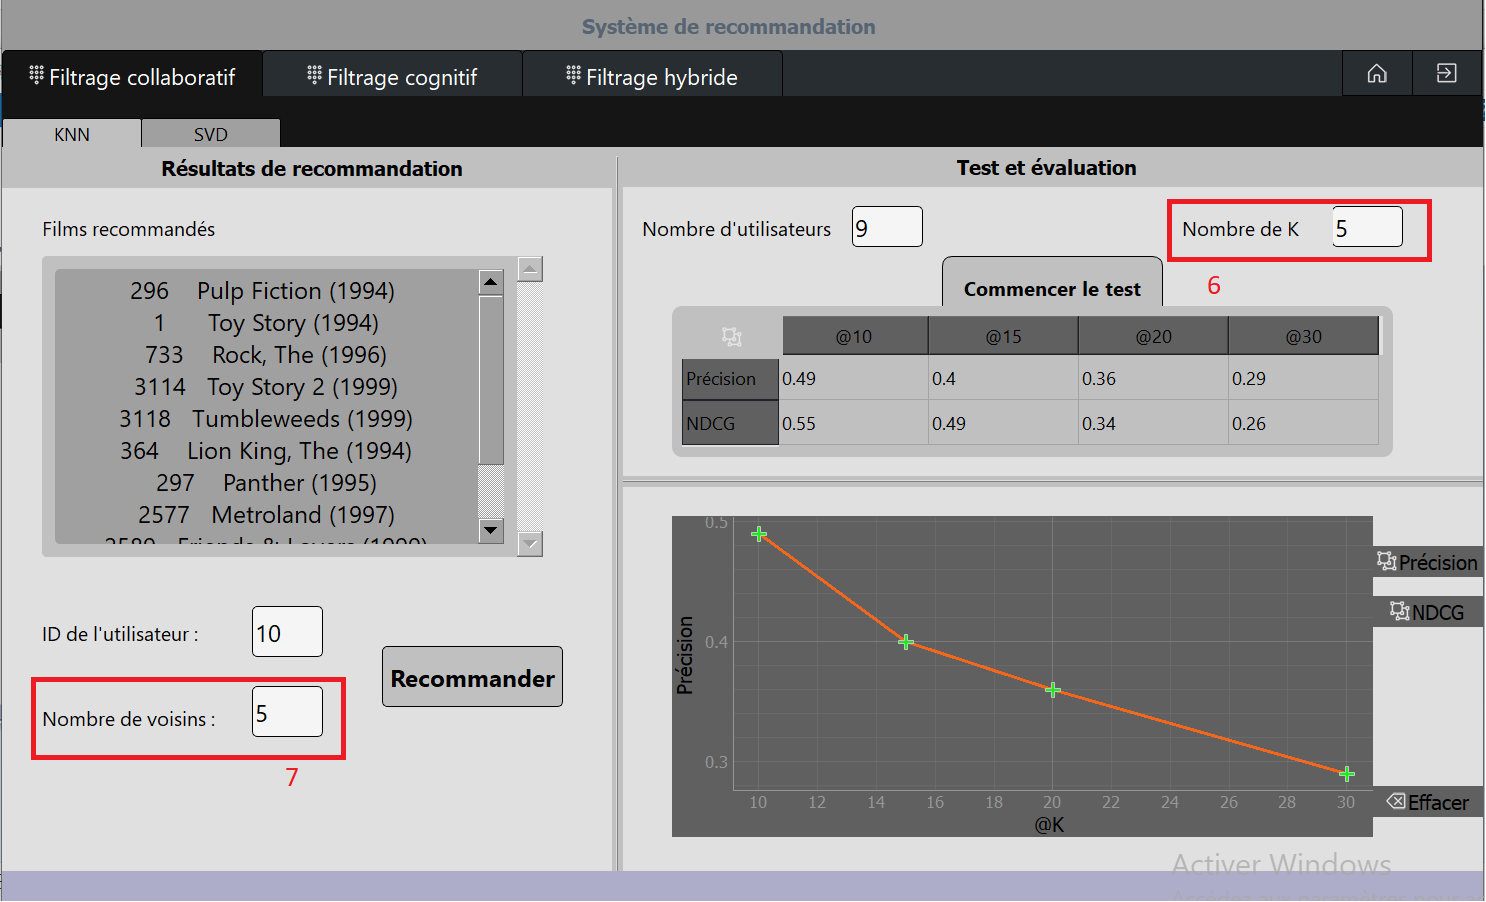 Système de recommandation
Filtrage collaboratif
Filtrage cognitif
Filtrage hybride
KNN
SVD
Résultats de recommandation
Films recommandés
296 Pulp Fiction (1994)
1 Toy Story (1994)
733 Rock, The (1996)
3114 Toy Story 2 (1999)
3118 Tumbleweeds (1999)
364 Lion King, The (1994)
297 Panther (1995)
2577 Metroland (1997)
ID de l'utilisateur : 10
Nombre de voisins : 5
7
Recommander
Test et évaluation
Nombre d'utilisateurs 9
Nombre de K 5
6
Commencer le test
@10 @15 @20 @30
Précision 0.49 0.4 0.36 0.29
NDCG 0.55 0.49 0.34 0.26
0.5
0.4
0.3
Précision
10 12 14 16 18 20 22 24 26 28 30
@K
Précision
NDCG
Effacer
Activer Windows